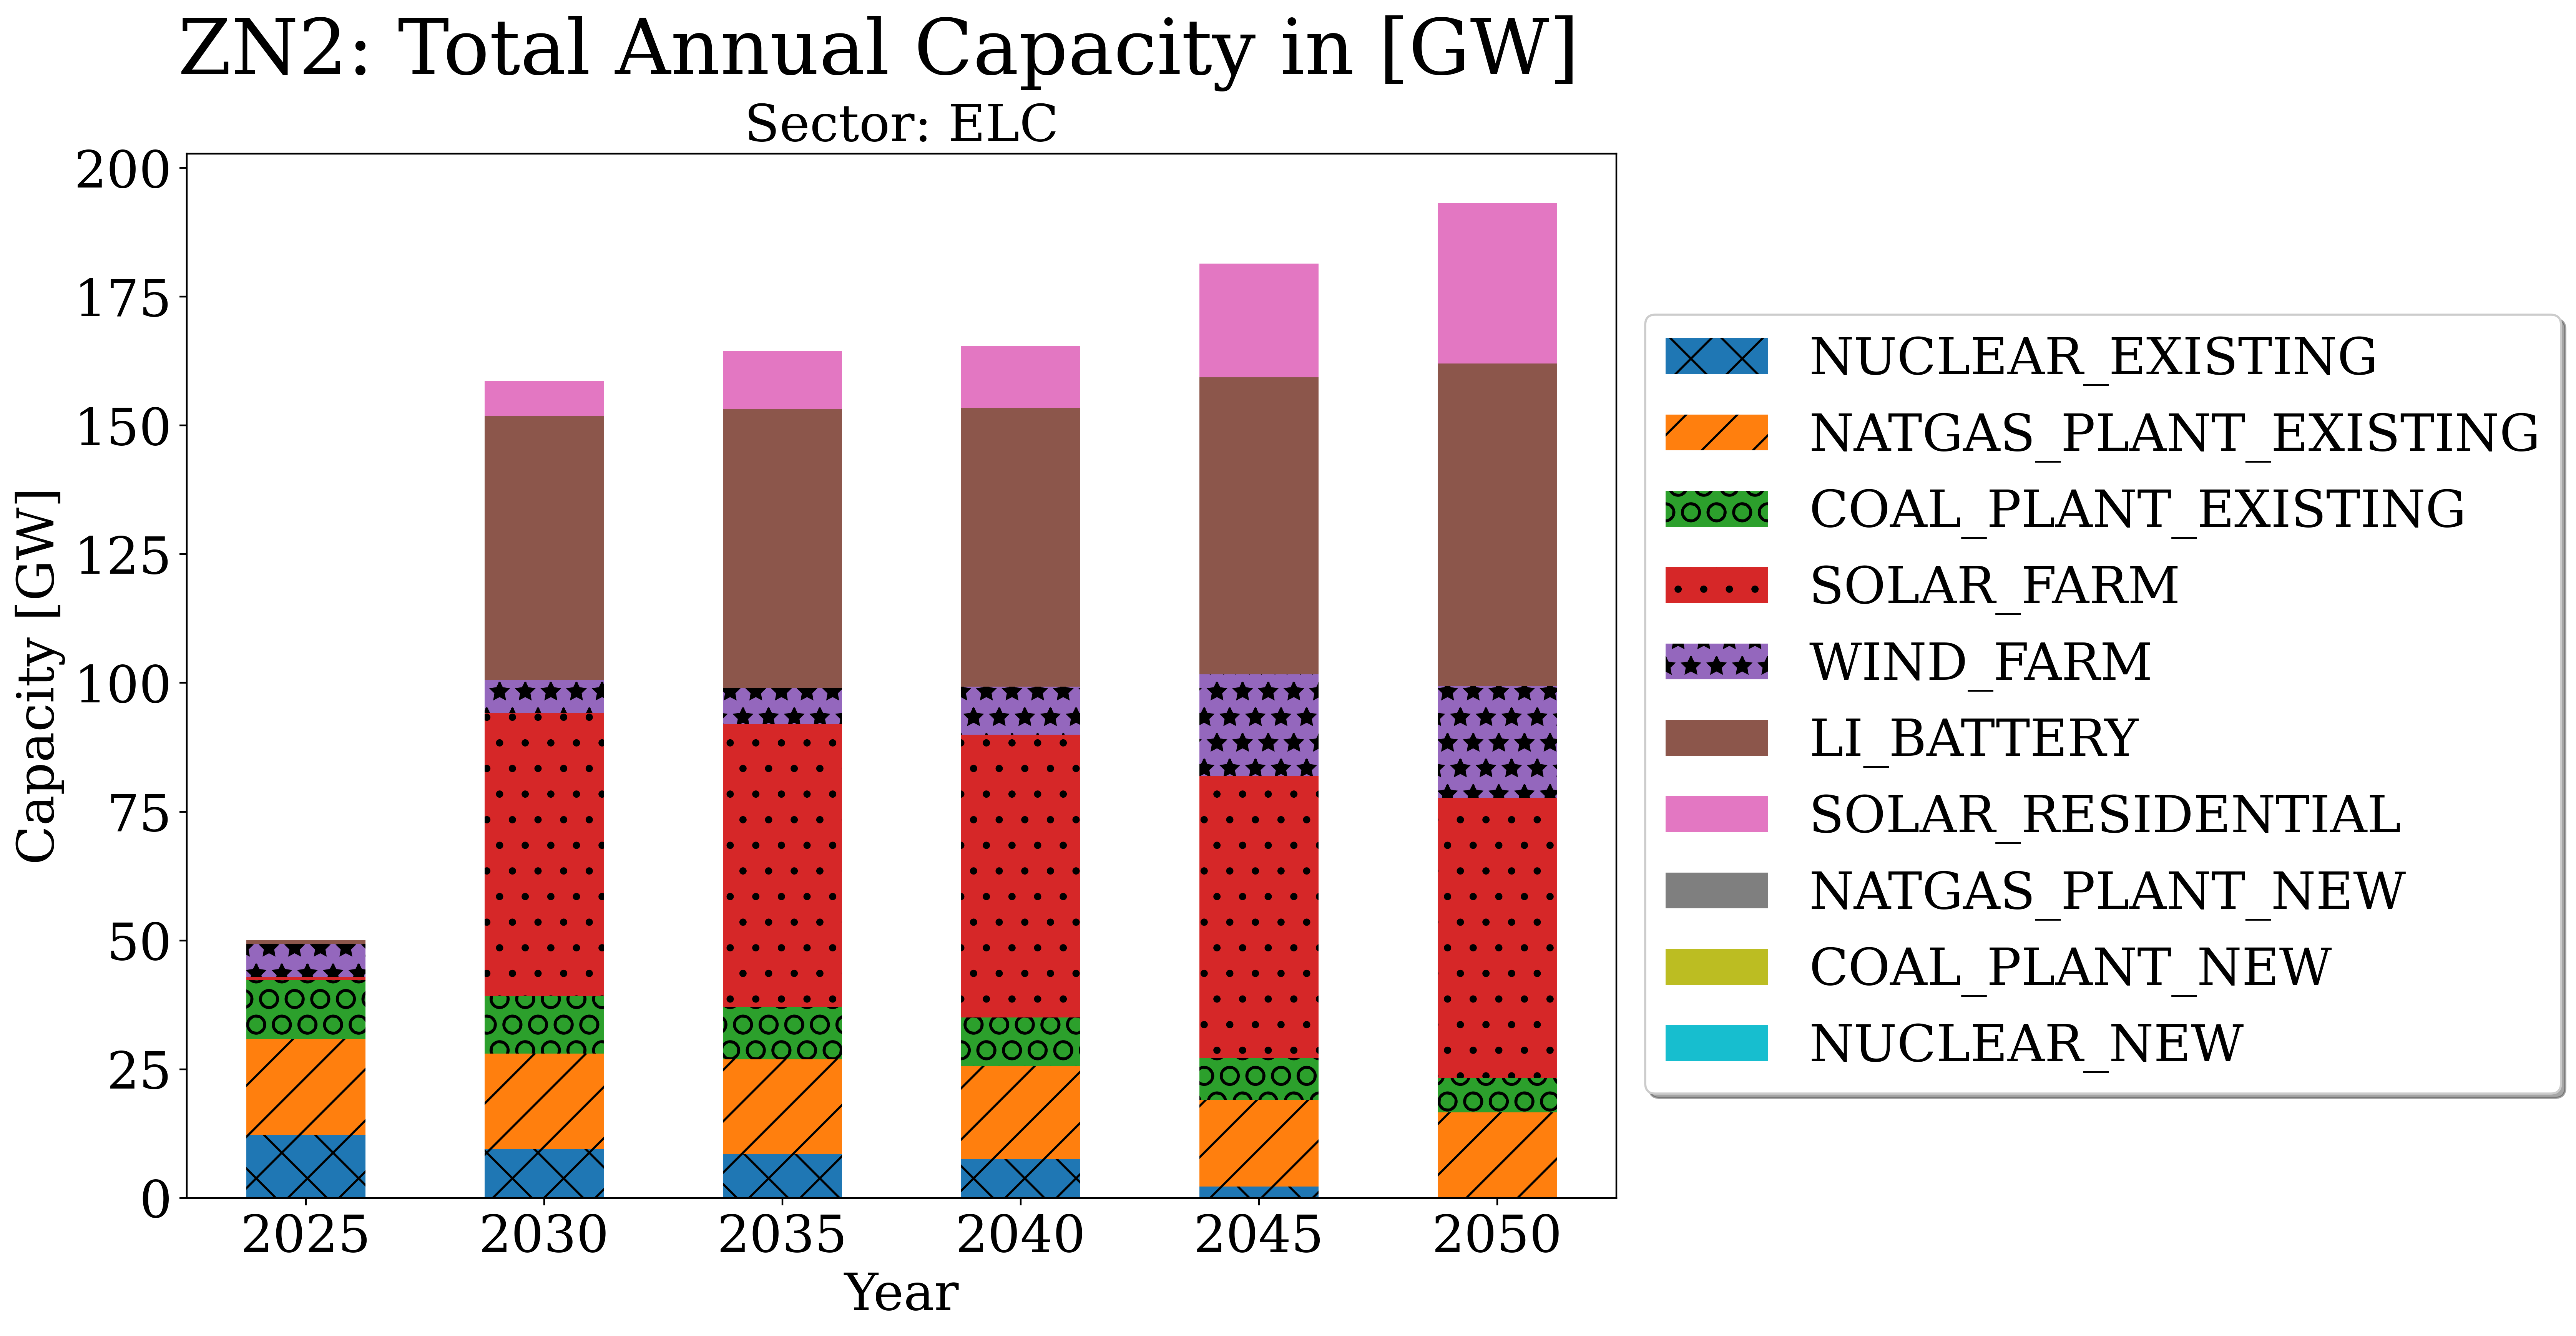 ZN2: Total Annual Capacity in [GW]
Sector: ELC
200
175
150
125
100
75
50
25
0
Capacity [GW]
2025 2030 2035 2040 2045 2050
Year
NUCLEAR_EXISTING
NATGAS_PLANT_EXISTING
COAL_PLANT_EXISTING
SOLAR_FARM
WIND_FARM
LI_BATTERY
SOLAR_RESIDENTIAL
NATGAS_PLANT_NEW
COAL_PLANT_NEW
NUCLEAR_NEW